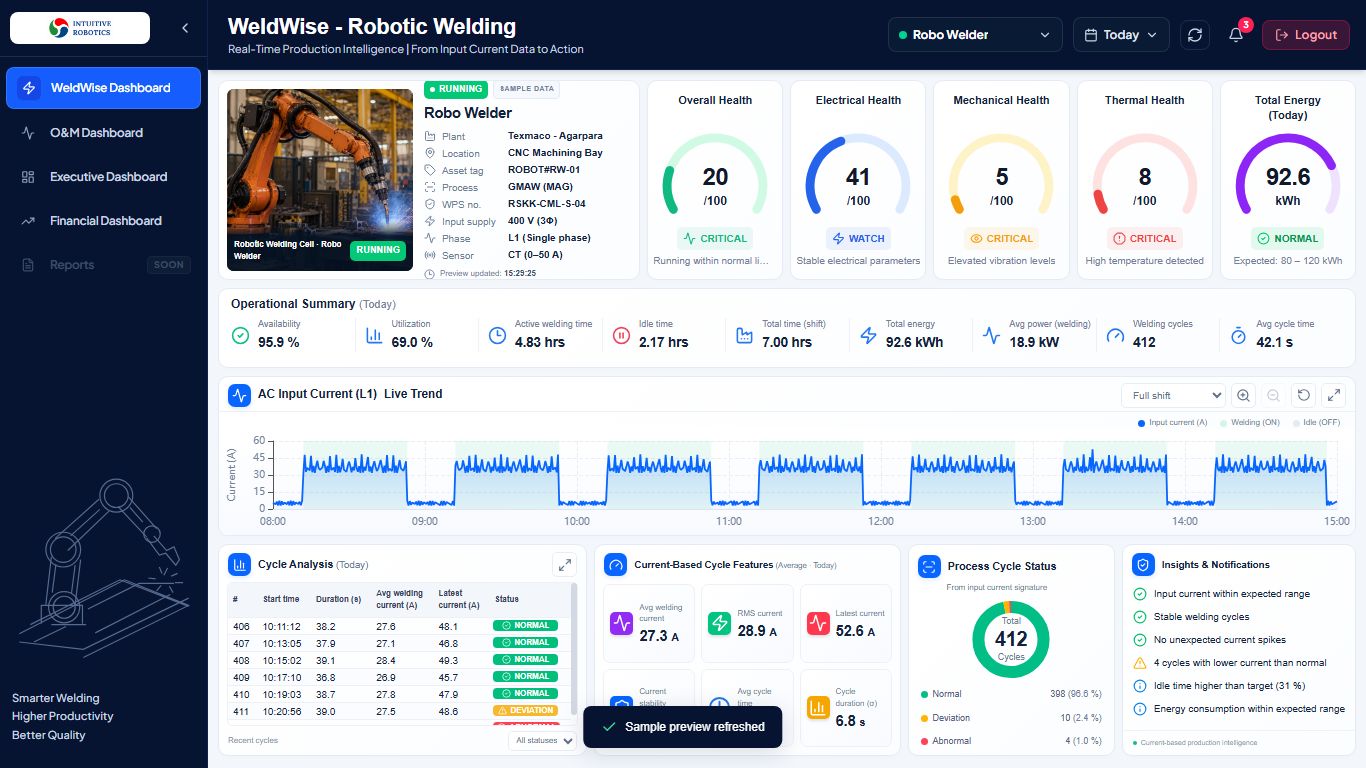 INTUITIVE
ROBOTICS
WeldWise Dashboard
O&M Dashboard
Executive Dashboard
Financial Dashboard
Reports
SOON
Smarter Welding
Higher Productivity
Better Quality
WeldWise - Robotic Welding
Real-Time Production Intelligence | From Input Current Data to Action
Robo Welder
Today
3
Logout
RUNNING
SAMPLE DATA
Robo Welder
Plant Texmaco - Agarpara
Location CNC Machining Bay
Asset tag ROBOT#RW-01
Process GMAW (MAG)
WPS no. RSKK-CML-S-04
Input supply 400 V (3Φ)
Phase L1 (Single phase)
Sensor CT (0–50 A)
Preview updated: 15:29:25
Robotic Welding Cell · Robo
Welder
RUNNING
Overall Health
20
/100
CRITICAL
Running within normal li...
Electrical Health
41
/100
WATCH
Stable electrical parameters
Mechanical Health
5
/100
CRITICAL
Elevated vibration levels
Thermal Health
8
/100
CRITICAL
High temperature detected
Total Energy
(Today)
92.6
kWh
NORMAL
Expected: 80 – 120 kWh
Operational Summary (Today)
Availability
95.9 %
Utilization
69.0 %
Active welding time
4.83 hrs
Idle time
2.17 hrs
Total time (shift)
7.00 hrs
Total energy
92.6 kWh
Avg power (welding)
18.9 kW
Welding cycles
412
Avg cycle time
42.1 s
AC Input Current (L1) Live Trend
Full shift
Input current (A) Welding (ON) Idle (OFF)
Current (A)
60
45
30
15
0
08:00 09:00 10:00 11:00 12:00 13:00 14:00 15:00
Cycle Analysis (Today)
# Start time Duration (s) Avg welding current (A) Latest current (A) Status
406 10:11:12 38.2 27.6 48.1 NORMAL
407 10:13:05 37.9 27.1 46.8 NORMAL
408 10:15:02 39.1 28.4 49.3 NORMAL
409 10:17:10 36.8 26.9 45.7 NORMAL
410 10:19:03 38.7 27.8 47.9 NORMAL
411 10:20:56 39.0 27.5 48.6 DEVIATION
Recent cycles
All statuses
Current-Based Cycle Features (Average · Today)
Avg welding
current
27.3 A
RMS current
28.9 A
Latest current
52.6 A
Current
stability
Avg cycle
time
Cycle
duration (σ)
6.8 s
Sample preview refreshed
Process Cycle Status
From input current signature
Total
412
Cycles
Normal 398 (96.6 %)
Deviation 10 (2.4 %)
Abnormal 4 (1.0 %)
Insights & Notifications
Input current within expected range
Stable welding cycles
No unexpected current spikes
4 cycles with lower current than normal
Idle time higher than target (31 %)
Energy consumption within expected range
Current-based production intelligence